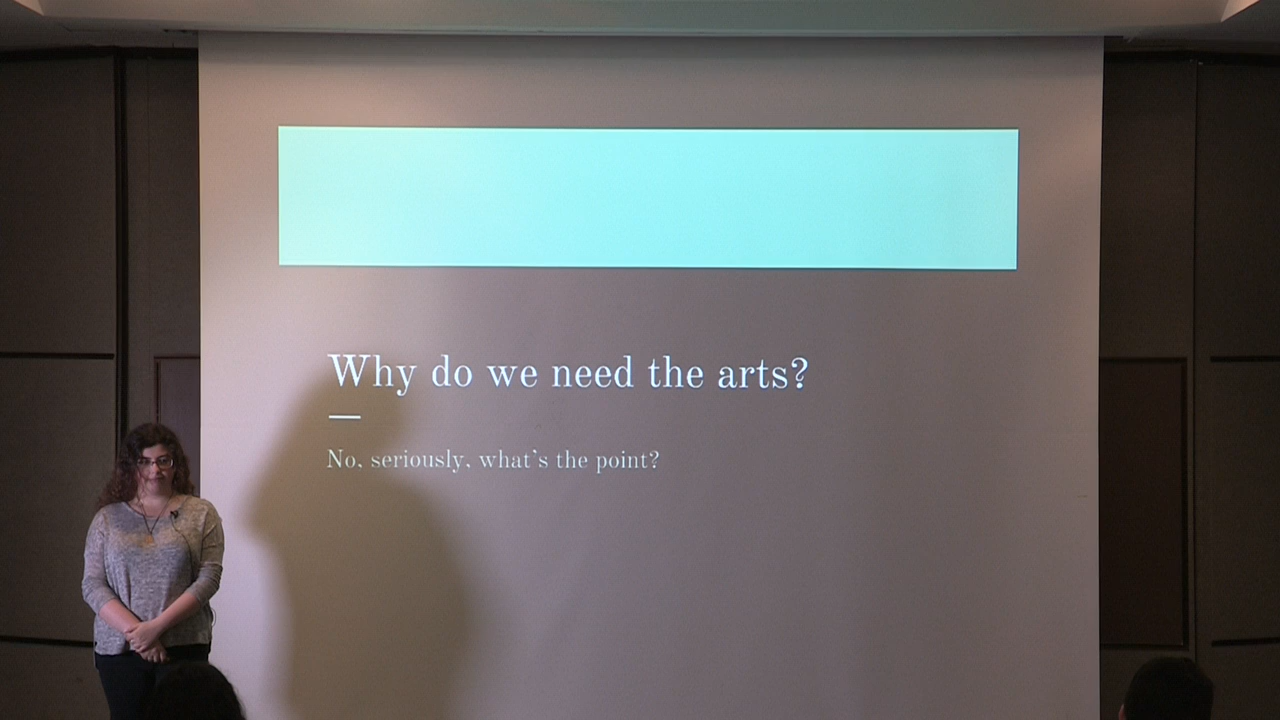 Why do we need the arts?
No, seriously, what's the point?